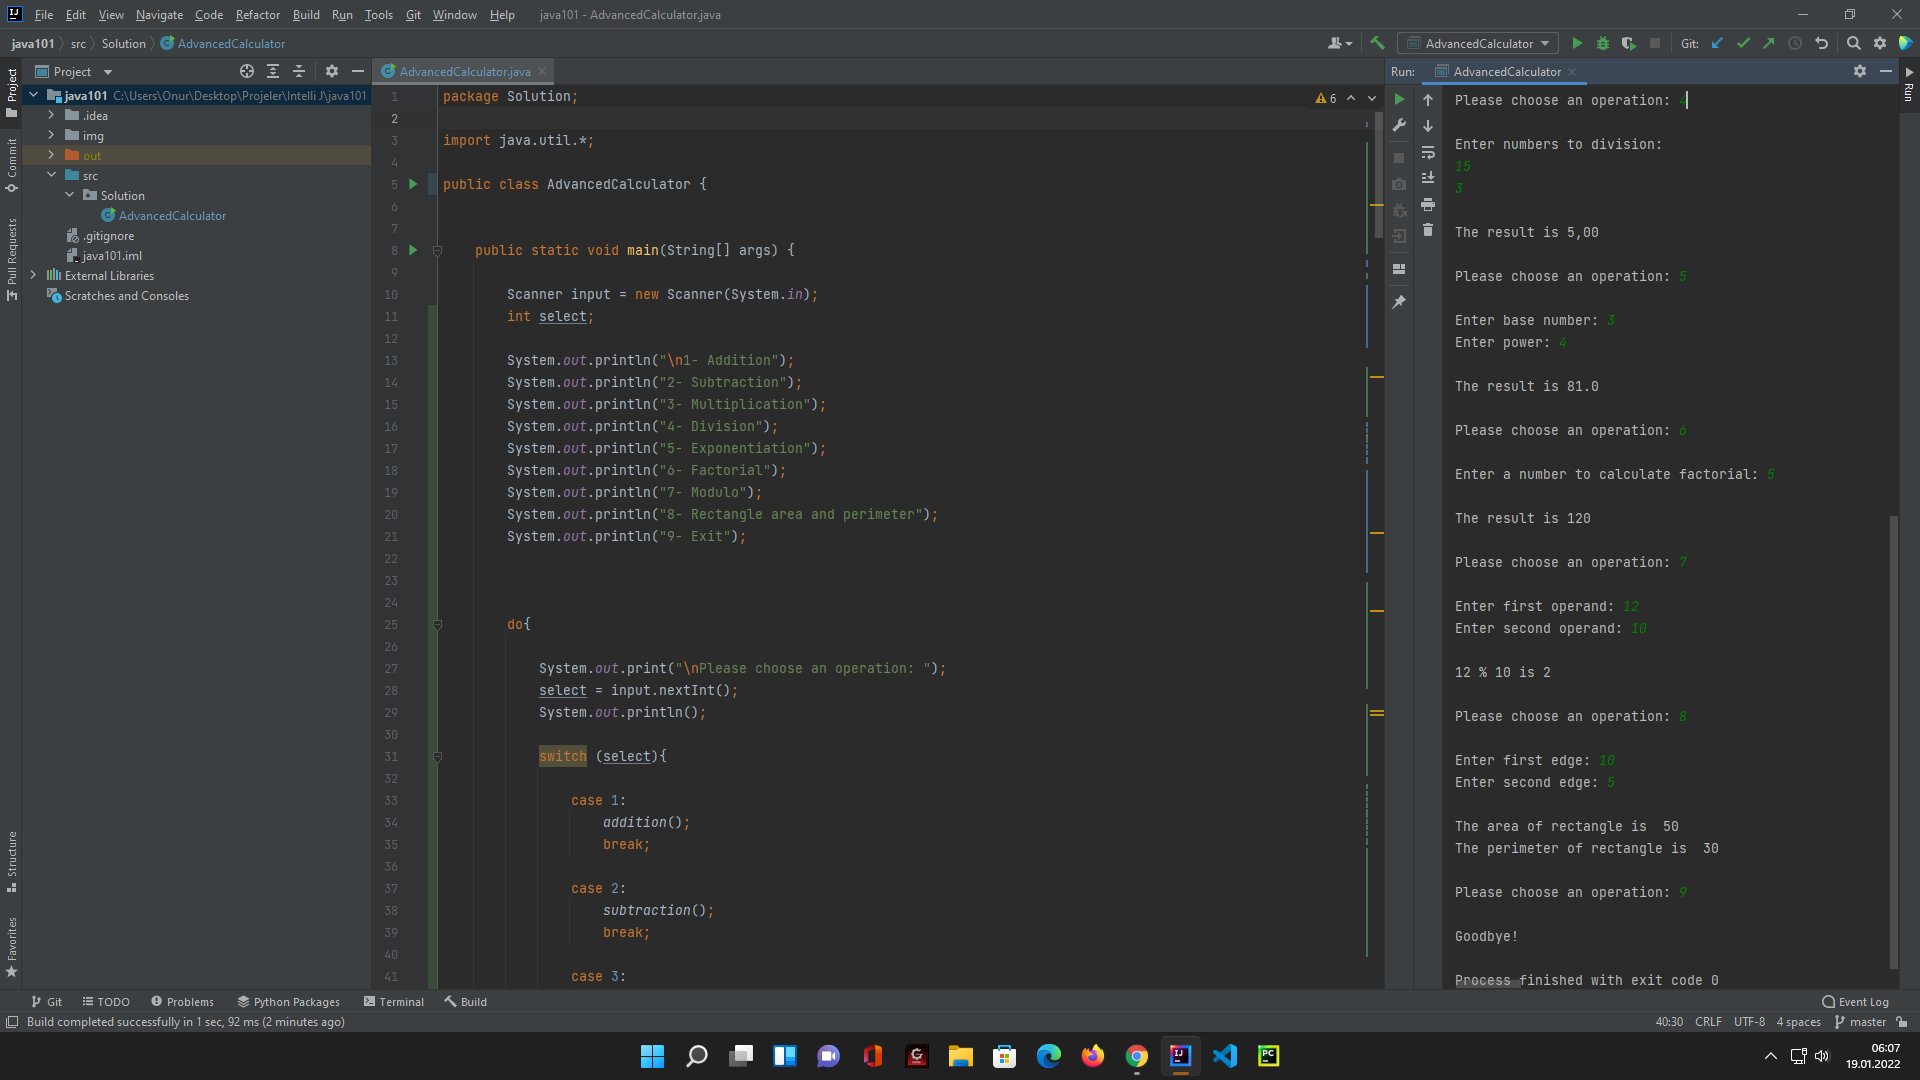 File Edit View Navigate Code Refactor Build Run Tools Git Window Help java101 - AdvancedCalculator.java
java101 src Solution AdvancedCalculator
AdvancedCalculator
Git:
Project
Commit
Pull Requests
Structure
Favorites
Project
java101 C:\Users\Onur\Desktop\Projeler\Intelli J\java101
.idea
img
out
src
Solution
AdvancedCalculator
.gitignore
java101.iml
External Libraries
Scratches and Consoles
AdvancedCalculator.java
6
1 package Solution;
2
3 import java.util.*;
4
5 public class AdvancedCalculator {
6
7
8 public static void main(String[] args) {
9
10 Scanner input = new Scanner(System.in);
11 int select;
12
13 System.out.println("\n1- Addition");
14 System.out.println("2- Subtraction");
15 System.out.println("3- Multiplication");
16 System.out.println("4- Division");
17 System.out.println("5- Exponentiation");
18 System.out.println("6- Factorial");
19 System.out.println("7- Modulo");
20 System.out.println("8- Rectangle area and perimeter");
21 System.out.println("9- Exit");
22
23
24
25 do{
26
27 System.out.print("\nPlease choose an operation: ");
28 select = input.nextInt();
29 System.out.println();
30
31 switch (select){
32
33 case 1:
34 addition();
35 break;
36
37 case 2:
38 subtraction();
39 break;
40
41 case 3:
Run: AdvancedCalculator
Run
Please choose an operation: 4
Enter numbers to division:
15
3
The result is 5,00
Please choose an operation: 5
Enter base number: 3
Enter power: 4
The result is 81.0
Please choose an operation: 6
Enter a number to calculate factorial: 5
The result is 120
Please choose an operation: 7
Enter first operand: 12
Enter second operand: 10
12 % 10 is 2
Please choose an operation: 8
Enter first edge: 10
Enter second edge: 5
The area of rectangle is  50
The perimeter of rectangle is  30
Please choose an operation: 9
Goodbye!
Process finished with exit code 0
Git TODO Problems Python Packages Terminal Build
Event Log
Build completed successfully in 1 sec, 92 ms (2 minutes ago)
40:30 CRLF UTF-8 4 spaces master
06:07
19.01.2022